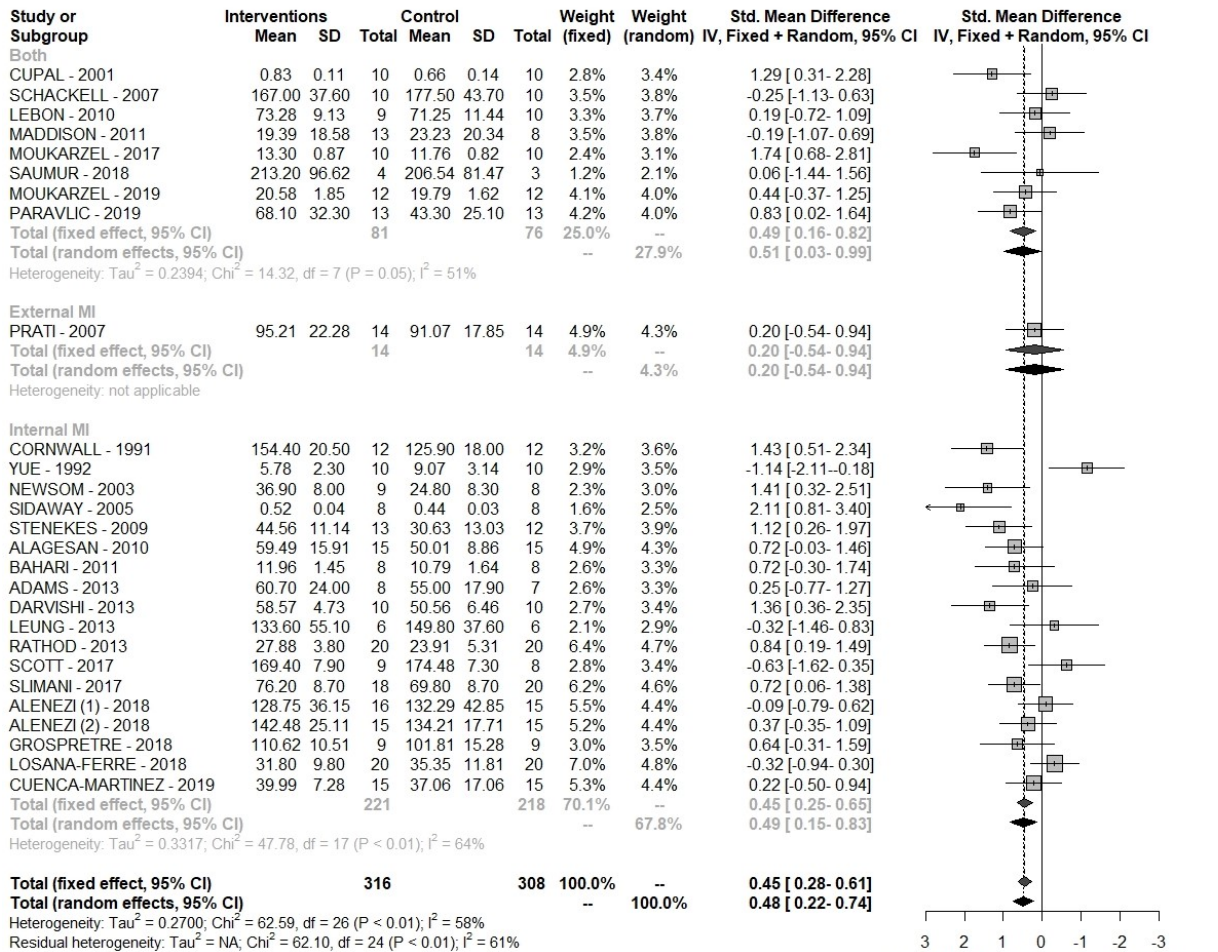 Study or Interventions Control Weight Weight Std. Mean Difference Std. Mean Difference
Subgroup Mean SD Total Mean SD Total (fixed) (random) IV, Fixed + Random, 95% CI IV, Fixed + Random, 95% CI
Both
CUPAL - 2001 0.83 0.11 10 0.66 0.14 10 2.8% 3.4% 1.29 [ 0.31- 2.28]
SCHACKELL - 2007 167.00 37.60 10 177.50 43.70 10 3.5% 3.8% -0.25 [-1.13- 0.63]
LEBON - 2010 73.28 9.13 9 71.25 11.44 10 3.3% 3.7% 0.19 [-0.72- 1.09]
MADDISON - 2011 19.39 18.58 13 23.23 20.34 8 3.5% 3.8% -0.19 [-1.07- 0.69]
MOUKARZEL - 2017 13.30 0.87 10 11.76 0.82 10 2.4% 3.1% 1.74 [ 0.68- 2.81]
SAUMUR - 2018 213.20 96.62 4 206.54 81.47 3 1.2% 2.1% 0.06 [-1.44- 1.56]
MOUKARZEL - 2019 20.58 1.85 12 19.79 1.62 12 4.1% 4.0% 0.44 [-0.37- 1.25]
PARAVLIC - 2019 68.10 32.30 13 43.30 25.10 13 4.2% 4.0% 0.83 [ 0.02- 1.64]
Total (fixed effect, 95% CI) 81 76 25.0% -- 0.49 [ 0.16- 0.82]
Total (random effects, 95% CI) -- 27.9% 0.51 [ 0.03- 0.99]
Heterogeneity: Tau² = 0.2394; Chi² = 14.32, df = 7 (P = 0.05); I² = 51%
External MI
PRATI - 2007 95.21 22.28 14 91.07 17.85 14 4.9% 4.3% 0.20 [-0.54- 0.94]
Total (fixed effect, 95% CI) 14 14 4.9% -- 0.20 [-0.54- 0.94]
Total (random effects, 95% CI) -- 4.3% 0.20 [-0.54- 0.94]
Heterogeneity: not applicable
Internal MI
CORNWALL - 1991 154.40 20.50 12 125.90 18.00 12 3.2% 3.6% 1.43 [ 0.51- 2.34]
YUE - 1992 5.78 2.30 10 9.07 3.14 10 2.9% 3.5% -1.14 [-2.11--0.18]
NEWSOM - 2003 36.90 8.00 9 24.80 8.30 8 2.3% 3.0% 1.41 [ 0.32- 2.51]
SIDAWAY - 2005 0.52 0.04 8 0.44 0.03 8 1.6% 2.5% 2.11 [ 0.81- 3.40]
STENEKES - 2009 44.56 11.14 13 30.63 13.03 12 3.7% 3.9% 1.12 [ 0.26- 1.97]
ALAGESAN - 2010 59.49 15.91 15 50.01 8.86 15 4.9% 4.3% 0.72 [-0.03- 1.46]
BAHARI - 2011 11.96 1.45 8 10.79 1.64 8 2.6% 3.3% 0.72 [-0.30- 1.74]
ADAMS - 2013 60.70 24.00 8 55.00 17.90 7 2.6% 3.3% 0.25 [-0.77- 1.27]
DARVISHI - 2013 58.57 4.73 10 50.56 6.46 10 2.7% 3.4% 1.36 [ 0.36- 2.35]
LEUNG - 2013 133.60 55.10 6 149.80 37.60 6 2.1% 2.9% -0.32 [-1.46- 0.83]
RATHOD - 2013 27.88 3.80 20 23.91 5.31 20 6.4% 4.7% 0.84 [ 0.19- 1.49]
SCOTT - 2017 169.40 7.90 9 174.48 7.30 8 2.8% 3.4% -0.63 [-1.62- 0.35]
SLIMANI - 2017 76.20 8.70 18 69.80 8.70 20 6.2% 4.6% 0.72 [ 0.06- 1.38]
ALENEZI (1) - 2018 128.75 36.15 16 132.29 42.85 15 5.5% 4.4% -0.09 [-0.79- 0.62]
ALENEZI (2) - 2018 142.48 25.11 15 134.21 17.71 15 5.2% 4.4% 0.37 [-0.35- 1.09]
GROSPRETRE - 2018 110.62 10.51 9 101.81 15.28 9 3.0% 3.5% 0.64 [-0.31- 1.59]
LOSANA-FERRE - 2018 31.80 9.80 20 35.35 11.81 20 7.0% 4.8% -0.32 [-0.94- 0.30]
CUENCA-MARTINEZ - 2019 39.99 7.28 15 37.06 17.06 15 5.3% 4.4% 0.22 [-0.50- 0.94]
Total (fixed effect, 95% CI) 221 218 70.1% -- 0.45 [ 0.25- 0.65]
Total (random effects, 95% CI) -- 67.8% 0.49 [ 0.15- 0.83]
Heterogeneity: Tau² = 0.3317; Chi² = 47.78, df = 17 (P < 0.01); I² = 64%
Total (fixed effect, 95% CI) 316 308 100.0% -- 0.45 [ 0.28- 0.61]
Total (random effects, 95% CI) -- 100.0% 0.48 [ 0.22- 0.74]
Heterogeneity: Tau² = 0.2700; Chi² = 62.59, df = 26 (P < 0.01); I² = 58%
Residual heterogeneity: Tau² = NA; Chi² = 62.10, df = 24 (P < 0.01); I² = 61%
3 2 1 0 -1 -2 -3